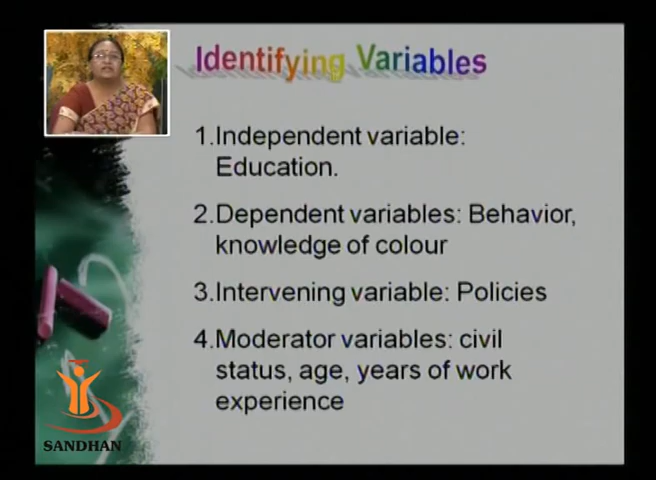 Identifying Variables
1.Independent variable:
Education.
2.Dependent variables: Behavior,
knowledge of colour
3.Intervening variable: Policies
4.Moderator variables: civil
status, age, years of work
experience
SANDHAN